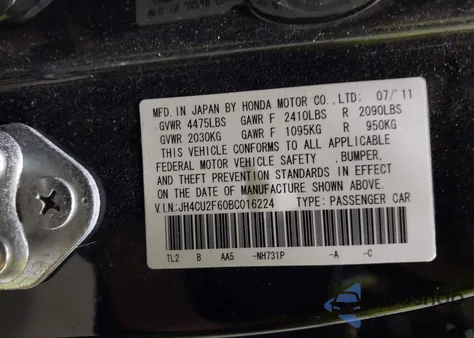 MFD. IN JAPAN BY HONDA MOTOR CO., LTD: 07/'11
GVWR 4475LBS GAWR F 2410LBS R 2090LBS
GVWR 2030KG GAWR F 1095KG R 950KG
THIS VEHICLE CONFORMS TO ALL APPLICABLE
FEDERAL MOTOR VEHICLE SAFETY ,BUMPER,
AND THEFT PREVENTION STANDARDS IN EFFECT
ON DATE OF MANUFACTURE SHOWN ABOVE.
V.I.N:JH4CU2F60BC016224 TYPE: PASSENGER CAR
TL2 B AA5 -NH731P -A -C